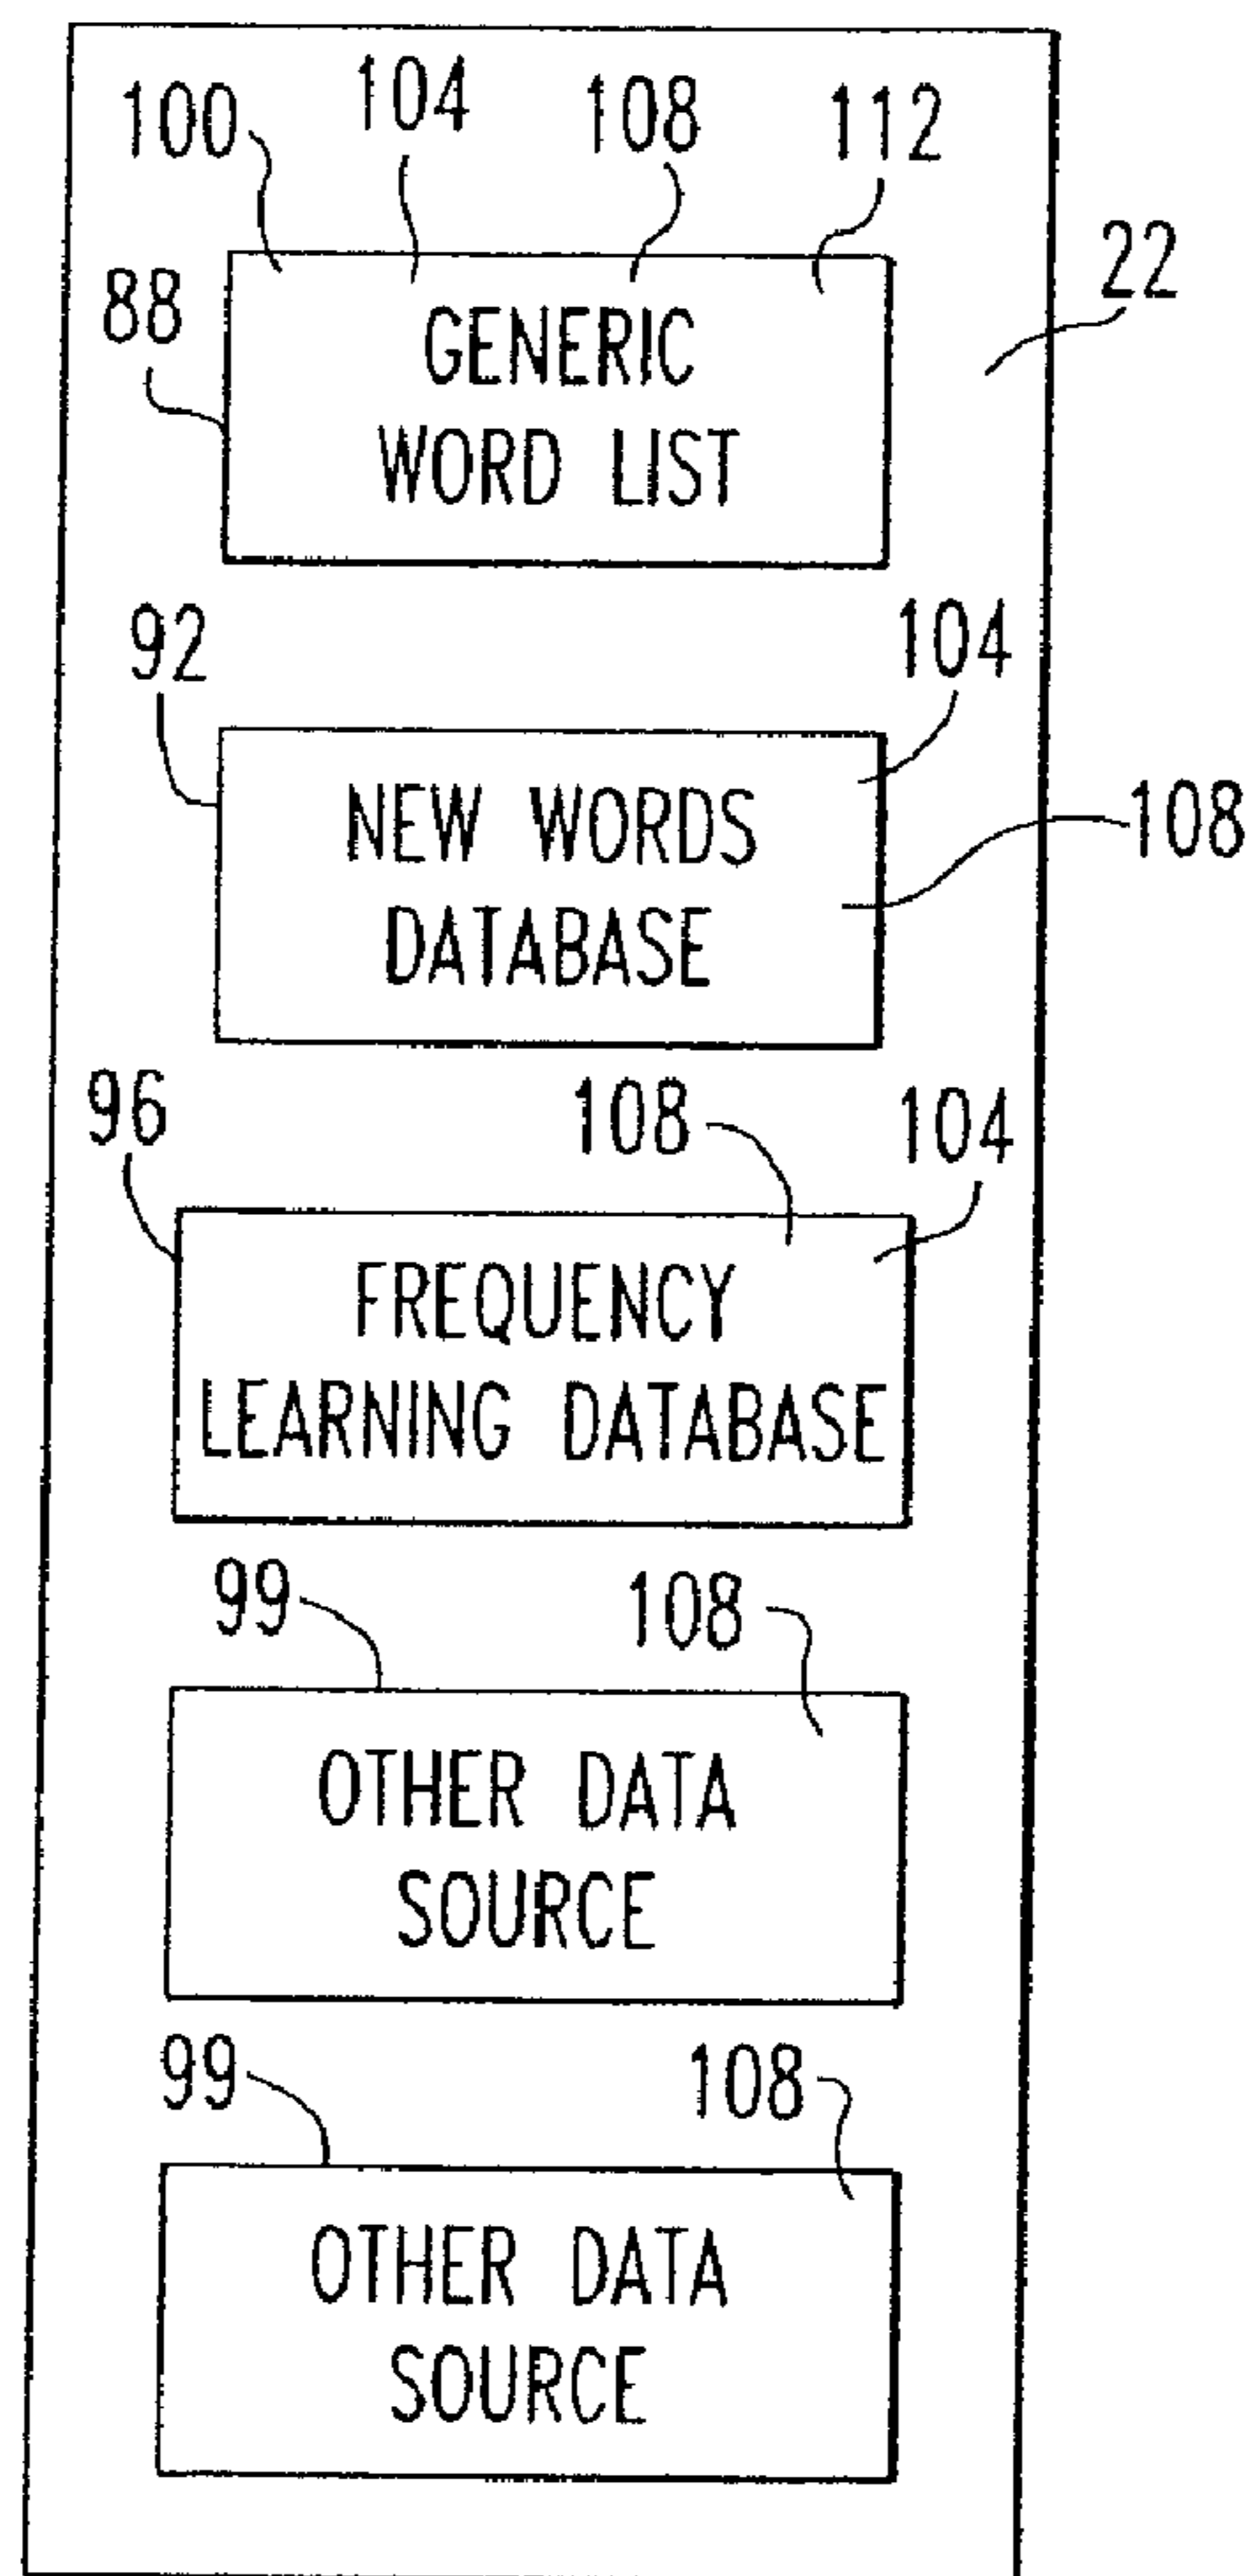 100 104 108 112
22
88
GENERIC
WORD LIST
92 104
108
NEW WORDS
DATABASE
96 108 104
FREQUENCY
LEARNING DATABASE
99 108
OTHER DATA
SOURCE
99 108
OTHER DATA
SOURCE